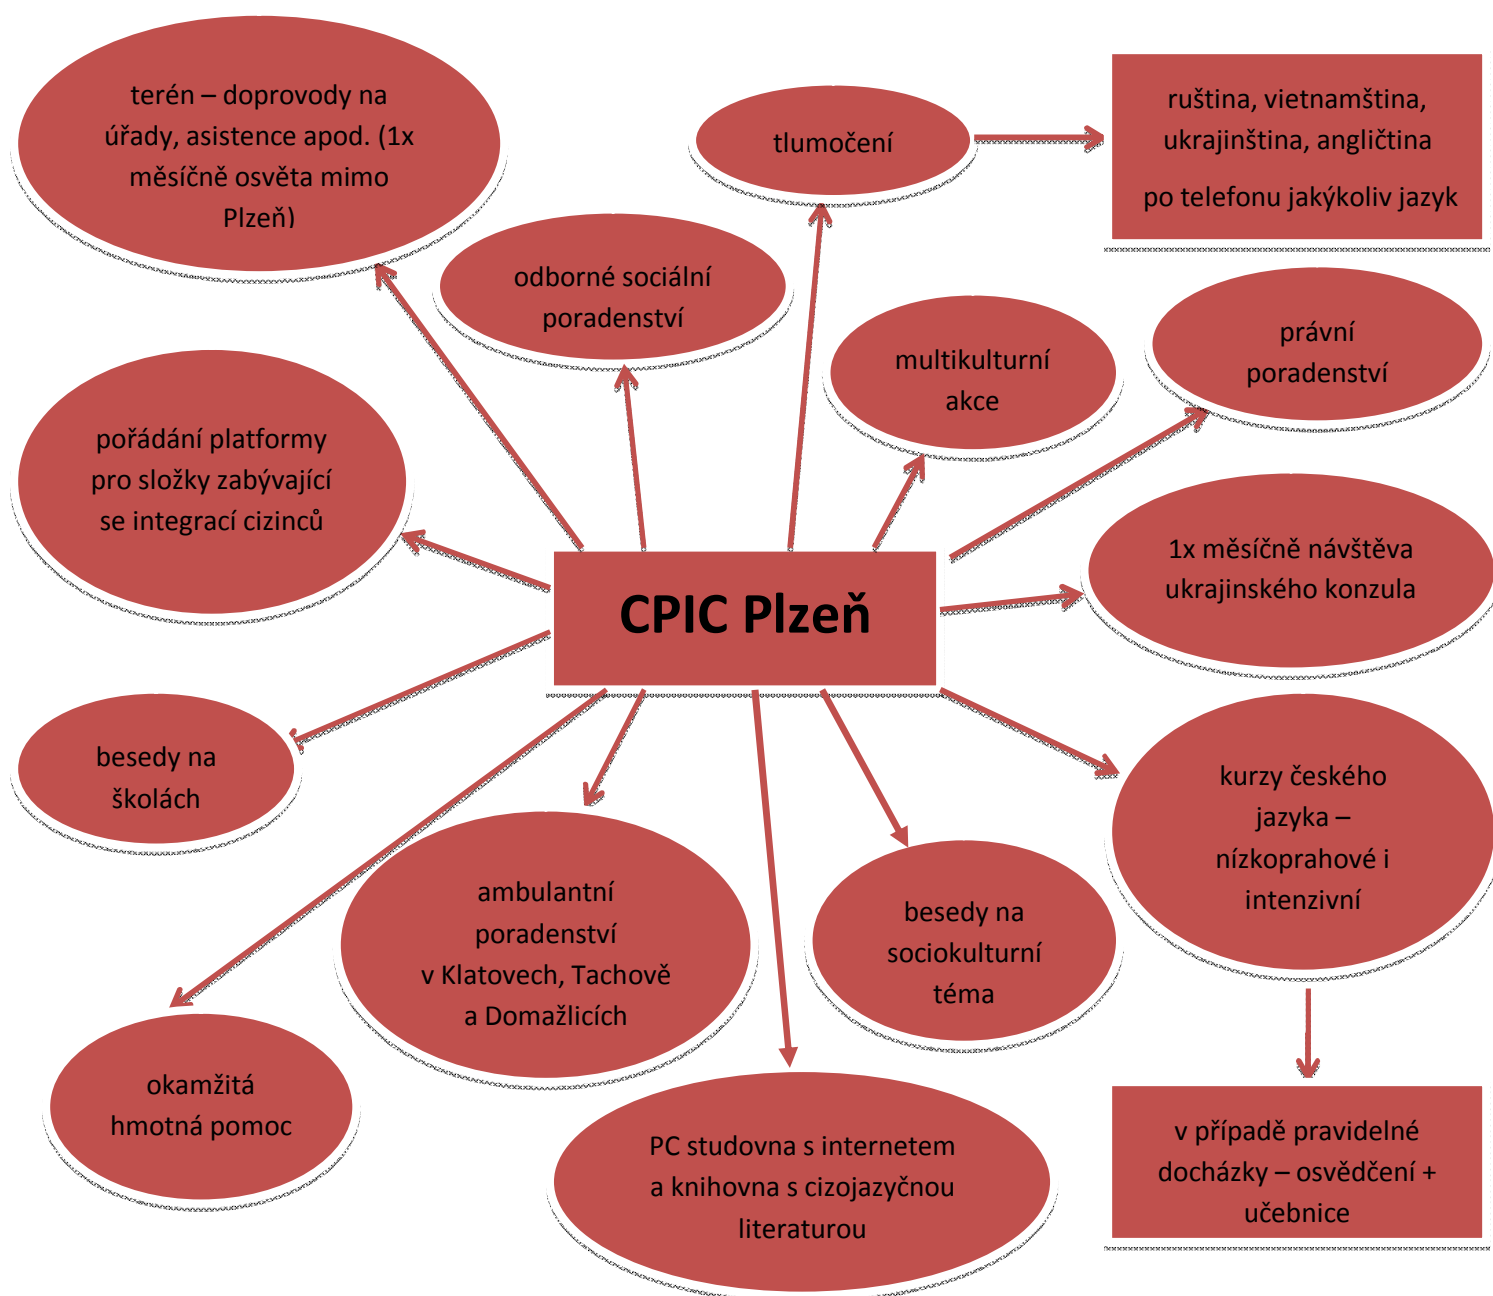 terén – doprovody na
úřady, asistence apod. (1x
měsíčně osvěta mimo
Plzeň)
tlumočení
ruština, vietnamština,
ukrajinština, angličtina
po telefonu jakýkoliv jazyk
odborné sociální
poradenství
multikulturní
akce
právní
poradenství
pořádání platformy
pro složky zabývající
se integrací cizinců
1x měsíčně návštěva
ukrajinského konzula
CPIC Plzeň
besedy na
školách
kurzy českého
jazyka –
nízkoprahové i
intenzivní
ambulantní
poradenství
v Klatovech, Tachově
a Domažlicích
besedy na
sociokulturní
téma
okamžitá
hmotná pomoc
PC studovna s internetem
a knihovna s cizojazyčnou
literaturou
v případě pravidelné
docházky – osvědčení +
učebnice